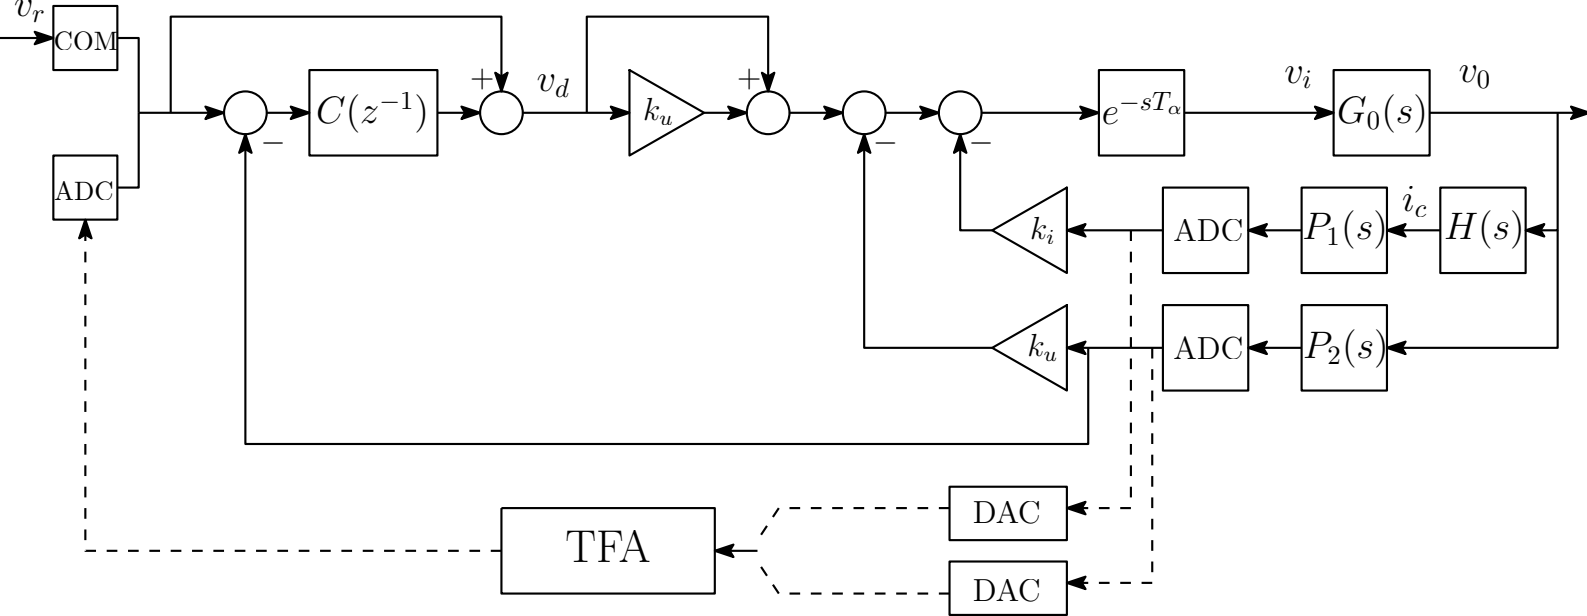 v_r
COM
+
v_d
+
v_i
v_0
C(z^{-1})
k_u
e^{-sT_α}
G_0(s)
−
−
−
ADC
k_i
ADC
P_1(s)
i_c
H(s)
k_u
ADC
P_2(s)
TFA
DAC
DAC